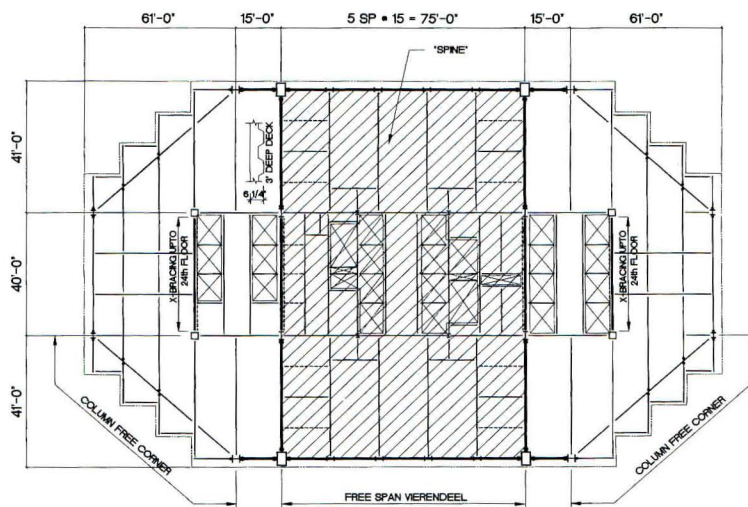 61'-0" 15'-0" 5 SP • 15 = 75'-0" 15'-0" 61'-0"
"SPINE"
41'-0"
3" DEEP DECK
6 1/4"
40'-0"
X-BRACING UPTO
24th FLOOR
X-BRACING UPTO
24th FLOOR
41'-0"
COLUMN FREE CORNER
COLUMN FREE CORNER
FREE SPAN VIERENDEEL